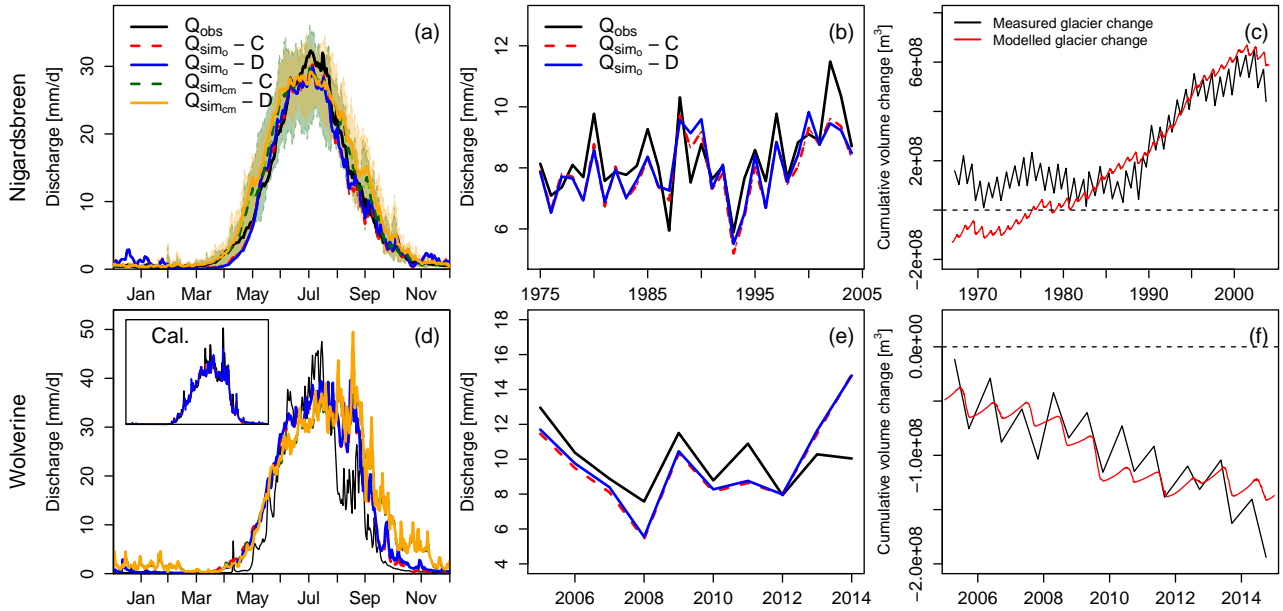 Nigardsbreen
Discharge [mm/d]
0 10 20 30
Q_obs
Q_sim_o − C
Q_sim_o − D
Q_sim_cm − C
Q_sim_cm − D
(a)
Jan Mar May Jul Sep Nov
Discharge [mm/d]
6 8 10 12
Q_obs
Q_sim_o − C
Q_sim_o − D
(b)
1975 1985 1995 2005
Cumulative volume change [m³]
−2e+08 2e+08 6e+08
Measured glacier change
Modelled glacier change
(c)
1970 1980 1990 2000
Wolverine
Discharge [mm/d]
0 10 20 30 40 50
Cal.
(d)
Jan Mar May Jul Sep Nov
Discharge [mm/d]
4 6 8 10 12 14 16 18
(e)
2006 2008 2010 2012 2014
Cumulative volume change [m³]
−2.0e+08 −1.0e+08 0.0e+00
(f)
2006 2008 2010 2012 2014